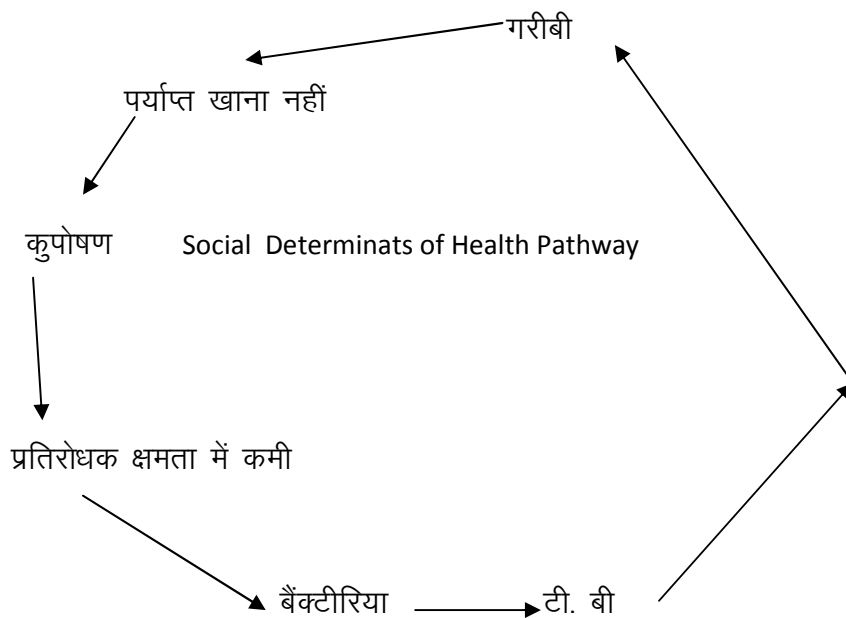 गरीबी
पर्याप्त खाना नहीं
कुपोषण
Social Determinats of Health Pathway
प्रतिरोधक क्षमता में कमी
बैंक्टीरिया
टी. बी